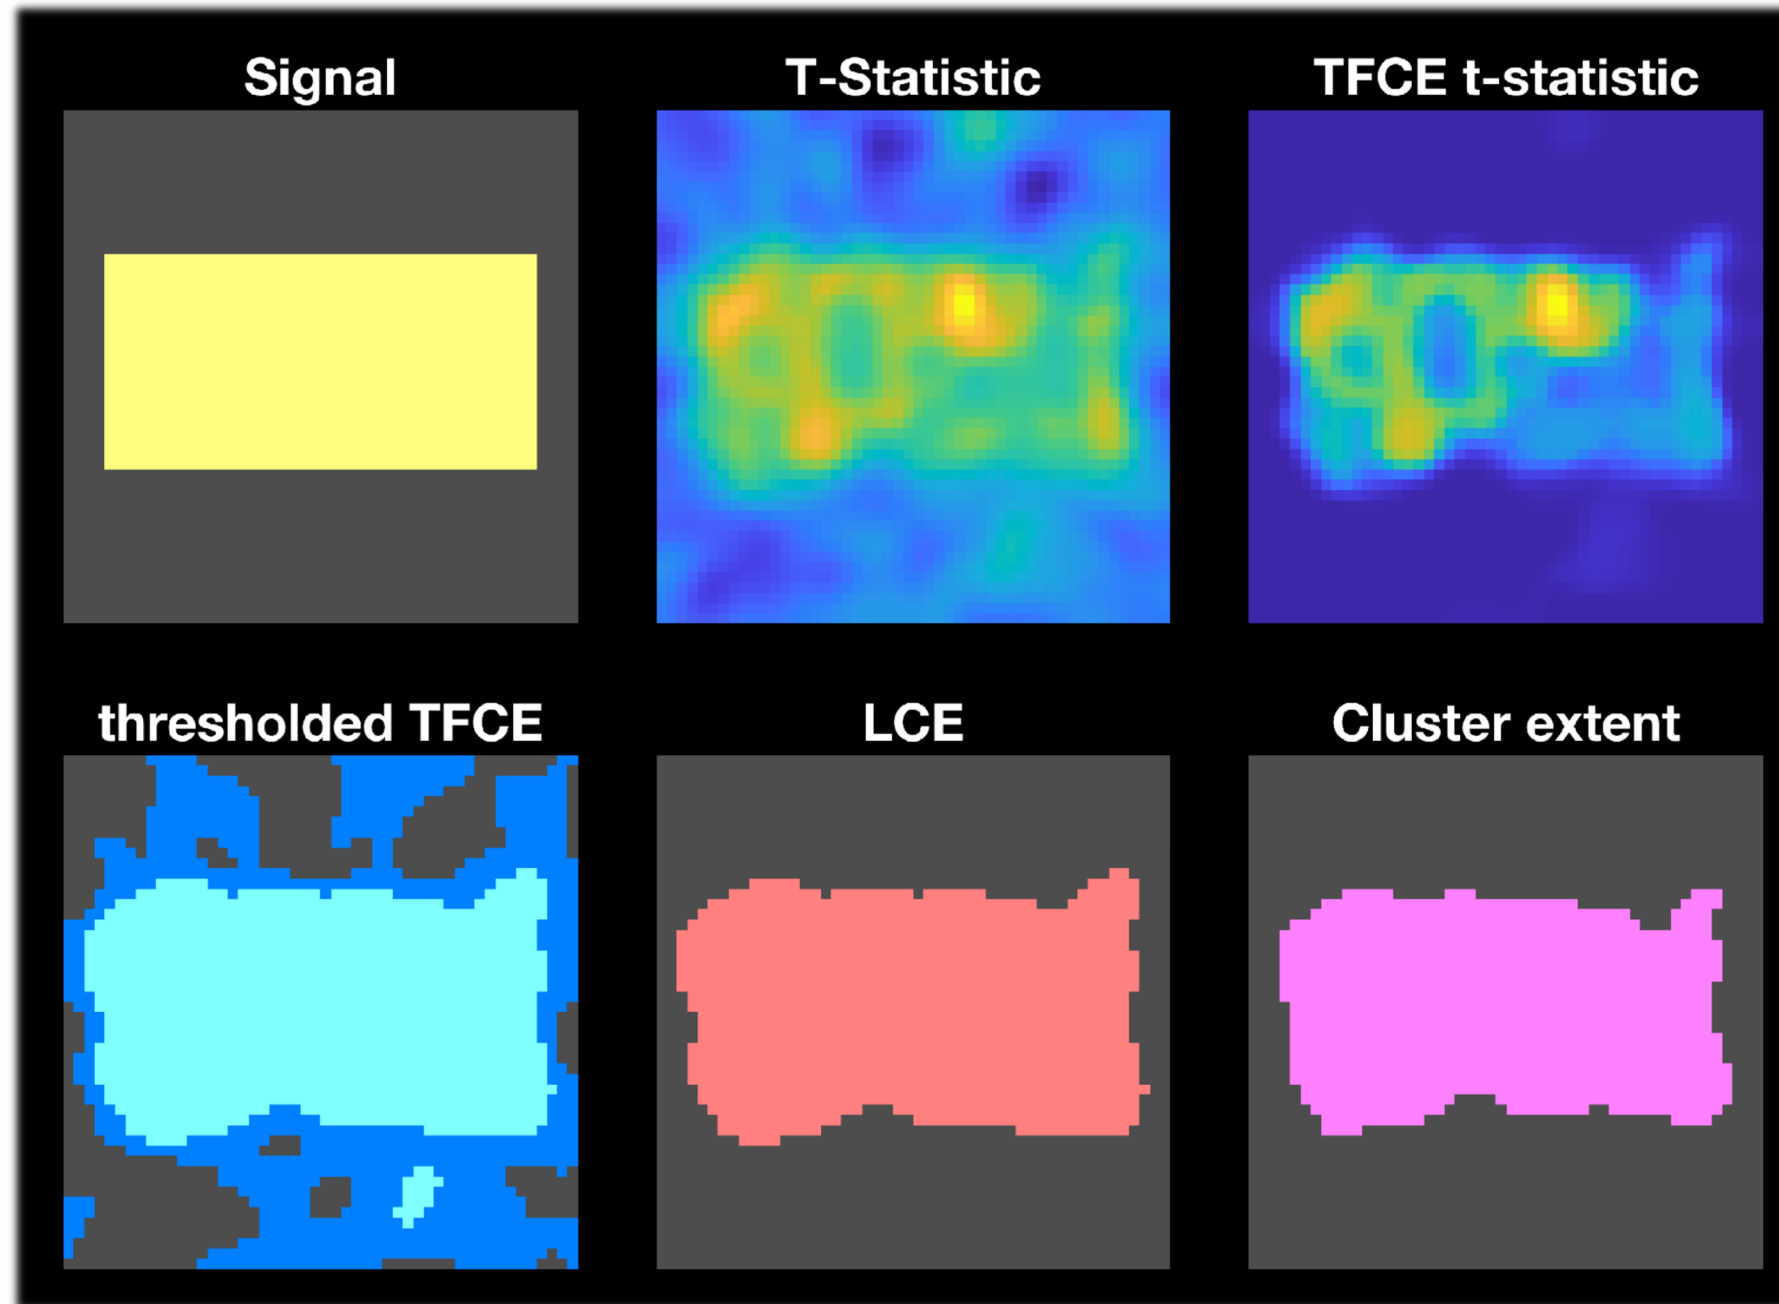 Signal
T-Statistic
TFCE t-statistic
thresholded TFCE
LCE
Cluster extent